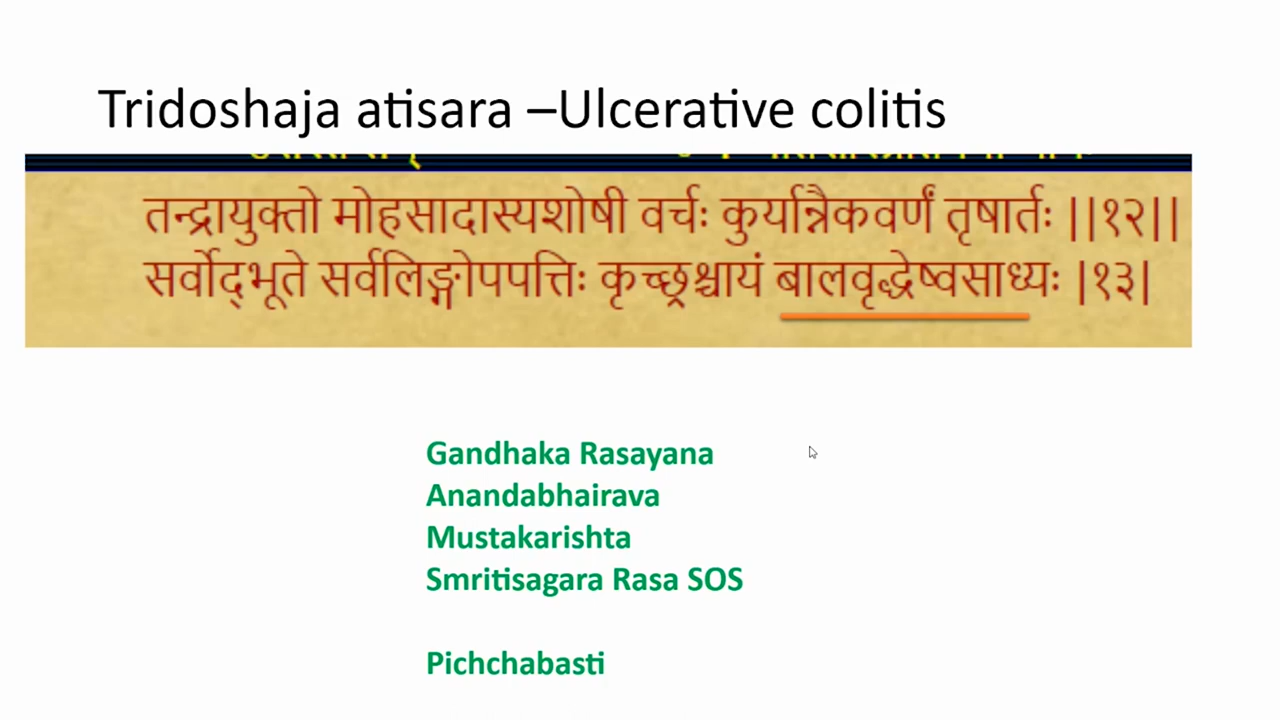 Tridoshaja atisara –Ulcerative colitis
तन्द्रायुक्तो मोहसादास्यशोषी वर्चः कुर्यान्नैकवर्णं तृषार्तः ||१२||
सर्वोद्भूते सर्वलिङ्गोपपत्तिः कृच्छ्रश्चायं बालवृद्धेष्वसाध्यः |१३|
Gandhaka Rasayana
Anandabhairava
Mustakarishta
Smritisagara Rasa SOS
Pichchabasti